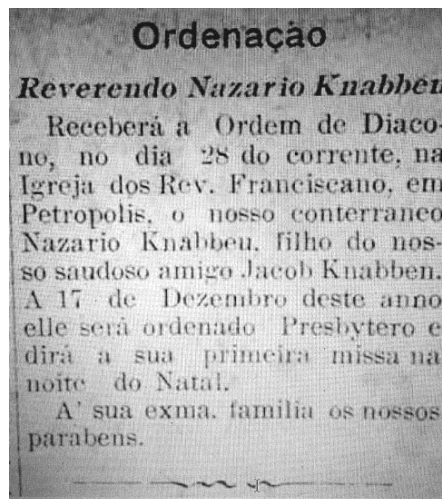 Ordenação
Reverendo Nazario Knabben
Receberá a Ordem de Diaco-
no, no dia 28 do corrente, na
Igreja dos Rev. Franciscano, em
Petropolis, o nosso conterraneo
Nazario Knabbeu, filho do nos-
so saudoso amigo Jacob Knabben.
A 17 de Dezembro deste anno
elle será ordenado Presbytero e
dirá a sua primeira missa na
noite do Natal.
A' sua exma. familia os nossos
parabens.